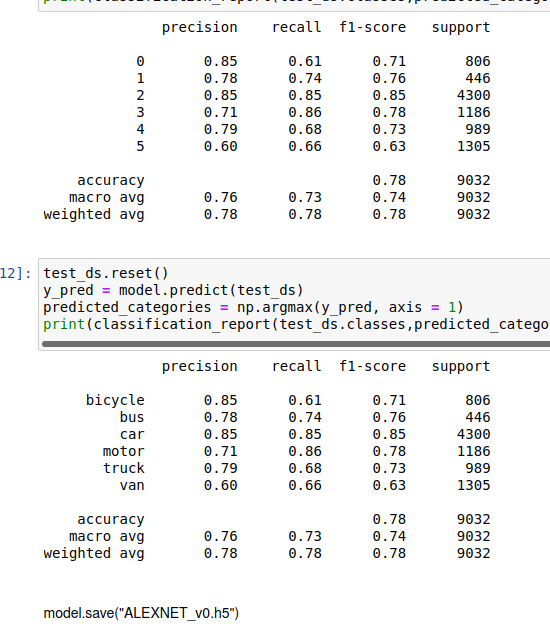 print(classification_report(test_ds.classes,predicted_catego
precision recall f1-score support
0 0.85 0.61 0.71 806
1 0.78 0.74 0.76 446
2 0.85 0.85 0.85 4300
3 0.71 0.86 0.78 1186
4 0.79 0.68 0.73 989
5 0.60 0.66 0.63 1305
accuracy 0.78 9032
macro avg 0.76 0.73 0.74 9032
weighted avg 0.78 0.78 0.78 9032
12]: test_ds.reset()
y_pred = model.predict(test_ds)
predicted_categories = np.argmax(y_pred, axis = 1)
print(classification_report(test_ds.classes,predicted_catego
precision recall f1-score support
bicycle 0.85 0.61 0.71 806
bus 0.78 0.74 0.76 446
car 0.85 0.85 0.85 4300
motor 0.71 0.86 0.78 1186
truck 0.79 0.68 0.73 989
van 0.60 0.66 0.63 1305
accuracy 0.78 9032
macro avg 0.76 0.73 0.74 9032
weighted avg 0.78 0.78 0.78 9032
model.save("ALEXNET_v0.h5")